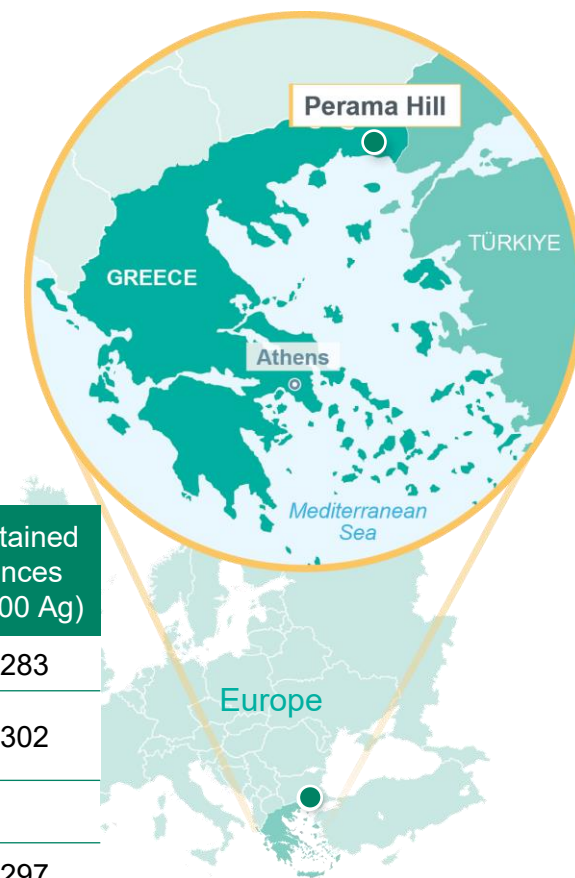 Perama Hill
TÜRKIYE
GREECE
Athens
Mediterranean
Sea
tained
nces
00 Ag)
283
302
297
Europe